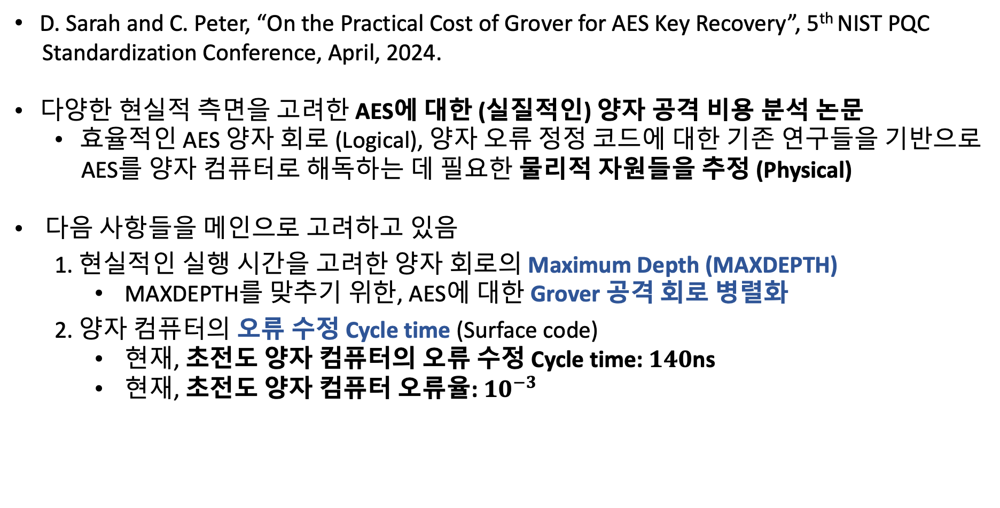 • D. Sarah and C. Peter, “On the Practical Cost of Grover for AES Key Recovery”, 5th NIST PQC
Standardization Conference, April, 2024.
• 다양한 현실적 측면을 고려한 AES에 대한 (실질적인) 양자 공격 비용 분석 논문
• 효율적인 AES 양자 회로 (Logical), 양자 오류 정정 코드에 대한 기존 연구들을 기반으로
AES를 양자 컴퓨터로 해독하는 데 필요한 물리적 자원들을 추정 (Physical)
• 다음 사항들을 메인으로 고려하고 있음
1. 현실적인 실행 시간을 고려한 양자 회로의 Maximum Depth (MAXDEPTH)
• MAXDEPTH를 맞추기 위한, AES에 대한 Grover 공격 회로 병렬화
2. 양자 컴퓨터의 오류 수정 Cycle time (Surface code)
• 현재, 초전도 양자 컴퓨터의 오류 수정 Cycle time: 140ns
• 현재, 초전도 양자 컴퓨터 오류율: 10⁻³